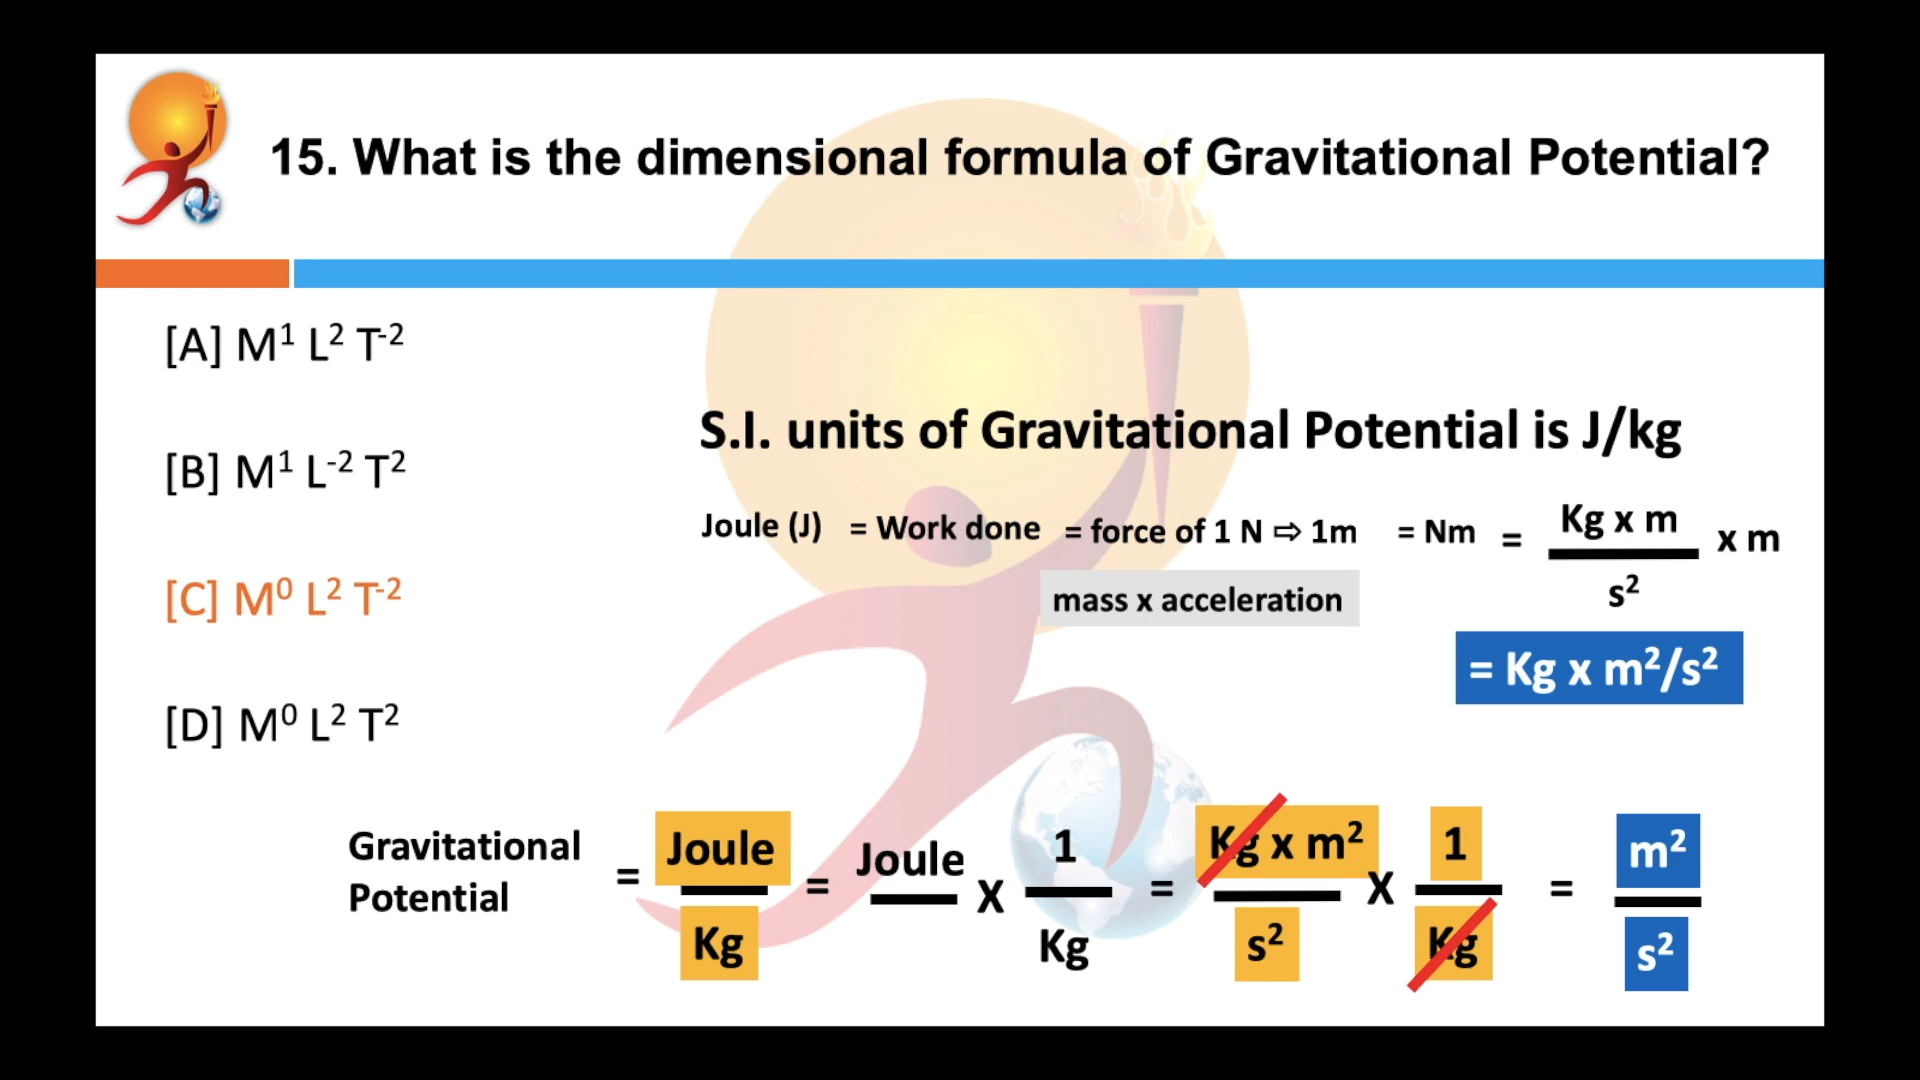 15. What is the dimensional formula of Gravitational Potential?
[A] M¹ L² T⁻²
[B] M¹ L⁻² T²
[C] M⁰ L² T⁻²
[D] M⁰ L² T²
S.I. units of Gravitational Potential is J/kg
Joule (J) = Work done = force of 1 N ⇨ 1m = Nm = Kg x m / s² x m
mass x acceleration
= Kg x m²/s²
Gravitational Potential = Joule / Kg = Joule X 1 / Kg = Kg x m² / s² X 1 / Kg = m² / s²